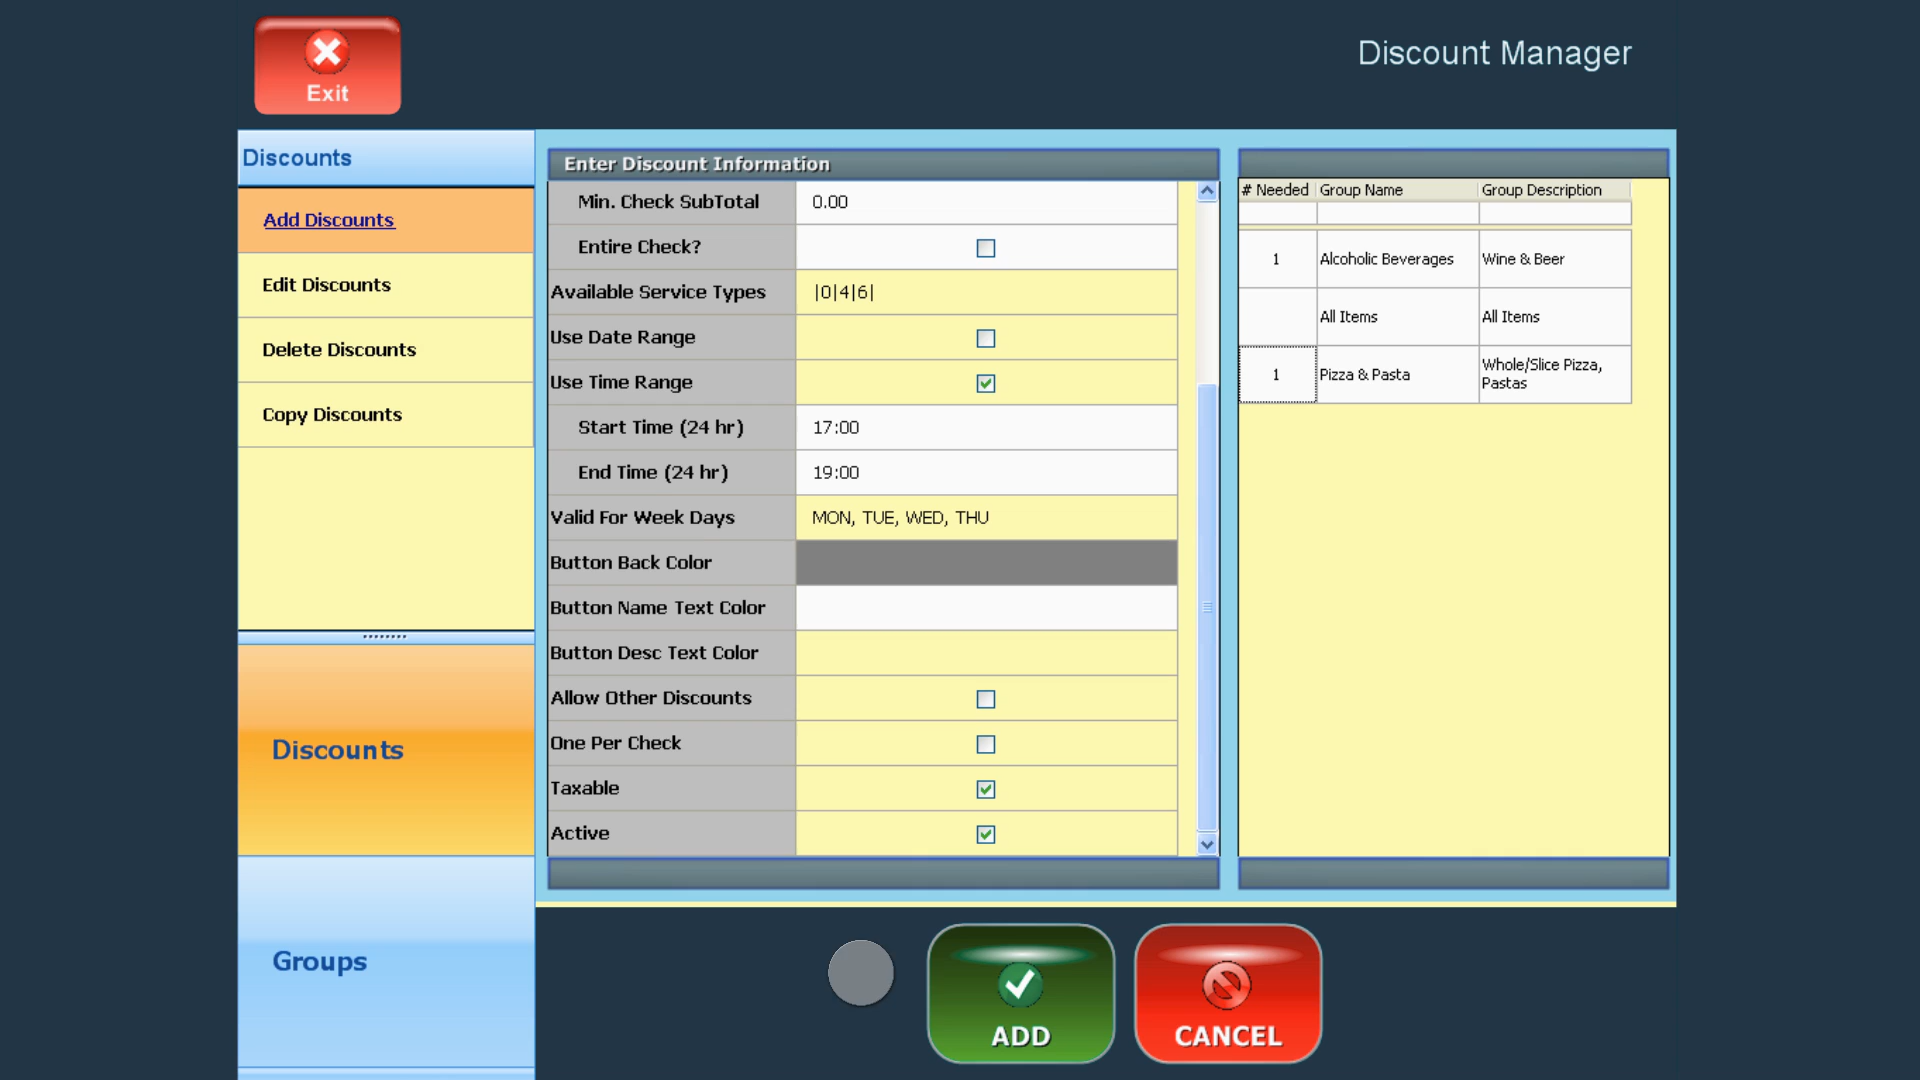 Exit
Discount Manager
Discounts
Add Discounts
Edit Discounts
Delete Discounts
Copy Discounts
Discounts
Groups
Enter Discount Information
Min. Check SubTotal 0.00
Entire Check?
Available Service Types |0|4|6|
Use Date Range
Use Time Range
Start Time (24 hr) 17:00
End Time (24 hr) 19:00
Valid For Week Days MON, TUE, WED, THU
Button Back Color
Button Name Text Color
Button Desc Text Color
Allow Other Discounts
One Per Check
Taxable
Active
# Needed Group Name Group Description
1 Alcoholic Beverages Wine & Beer
All Items All Items
1 Pizza & Pasta Whole/Slice Pizza,
Pastas
ADD
CANCEL